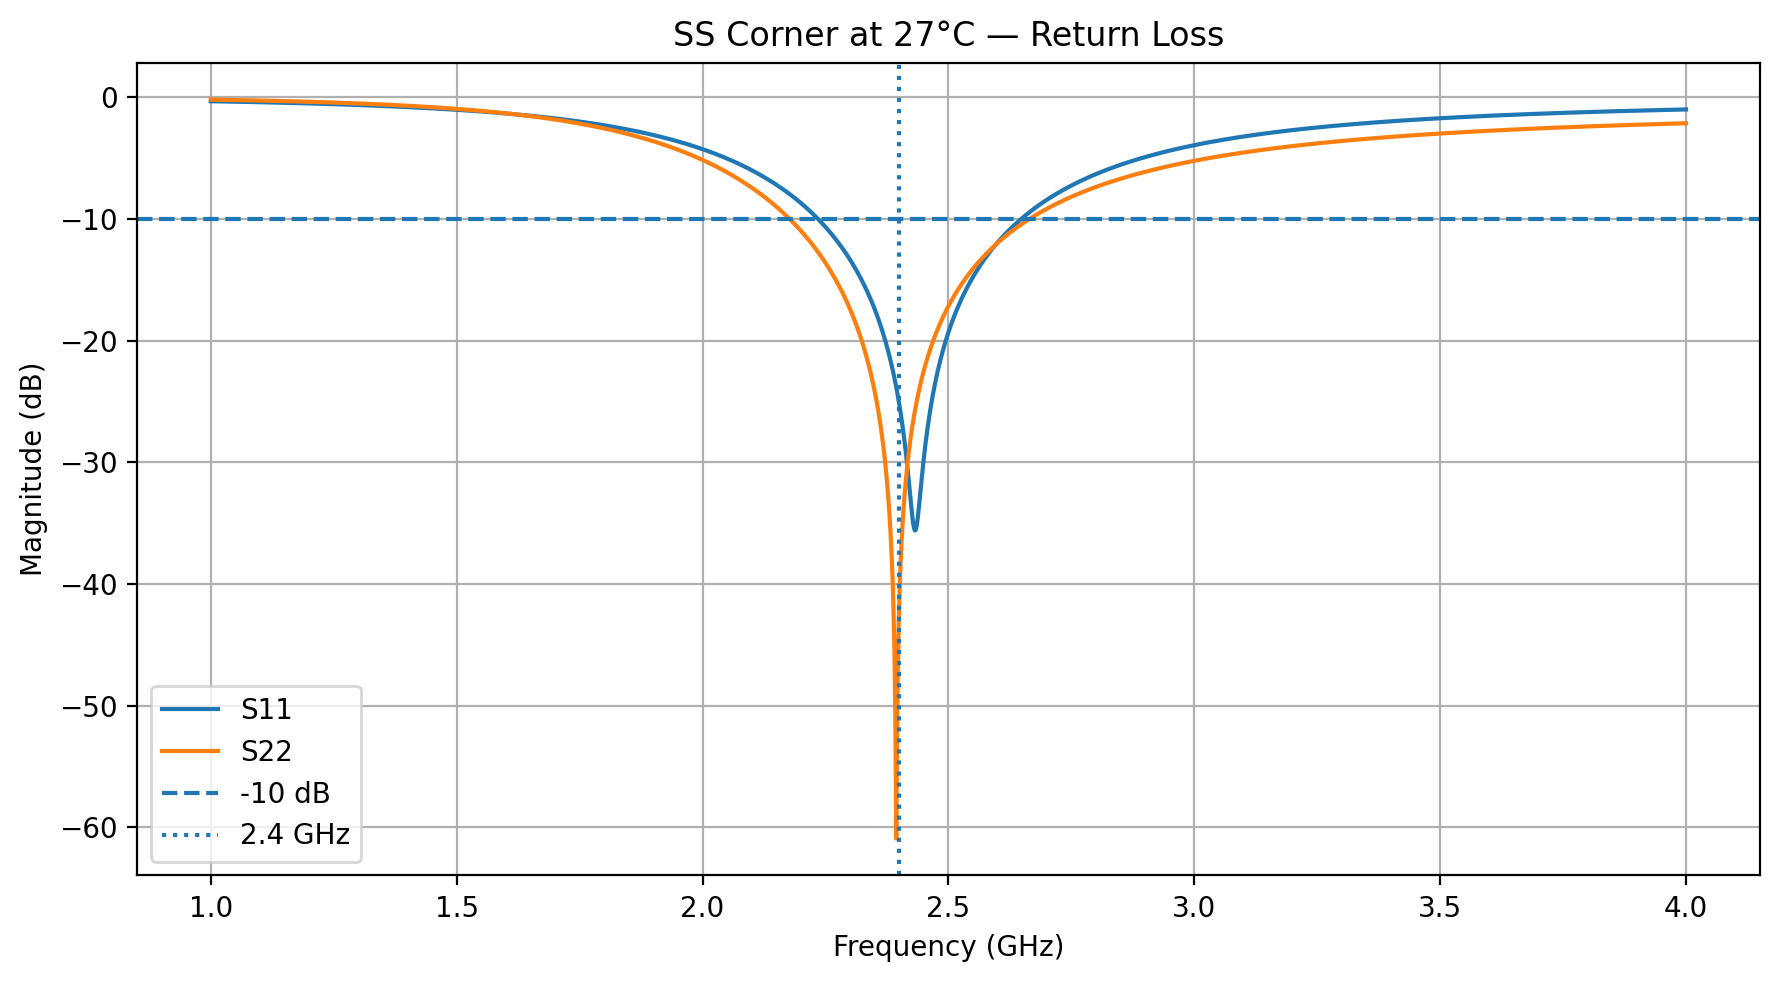 SS Corner at 27°C — Return Loss
Magnitude (dB)
0
−10
−20
−30
−40
−50
−60
S11
S22
-10 dB
2.4 GHz
1.0 1.5 2.0 2.5 3.0 3.5 4.0
Frequency (GHz)